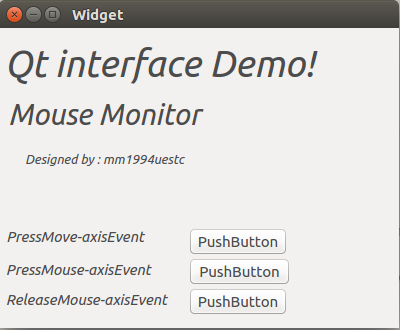 Widget
Qt interface Demo!
Mouse Monitor
Designed by : mm1994uestc
PressMove-axisEvent PushButton
PressMouse-axisEvent PushButton
ReleaseMouse-axisEvent PushButton